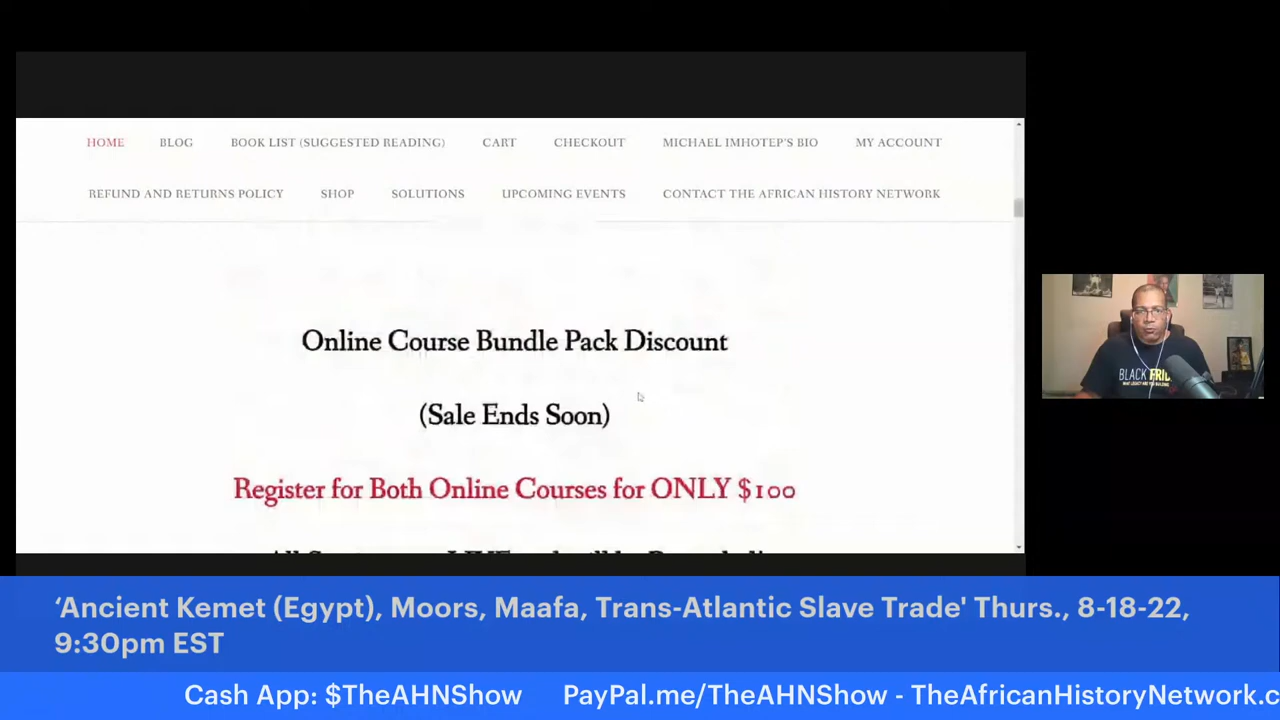 HOME BLOG BOOK LIST (SUGGESTED READING) CART CHECKOUT MICHAEL IMHOTEP'S BIO MY ACCOUNT
REFUND AND RETURNS POLICY SHOP SOLUTIONS UPCOMING EVENTS CONTACT THE AFRICAN HISTORY NETWORK
Online Course Bundle Pack Discount
(Sale Ends Soon)
Register for Both Online Courses for ONLY $100
BLACK
‘Ancient Kemet (Egypt), Moors, Maafa, Trans-Atlantic Slave Trade' Thurs., 8-18-22,
9:30pm EST
Cash App: $TheAHNShow PayPal.me/TheAHNShow - TheAfricanHistoryNetwork.c